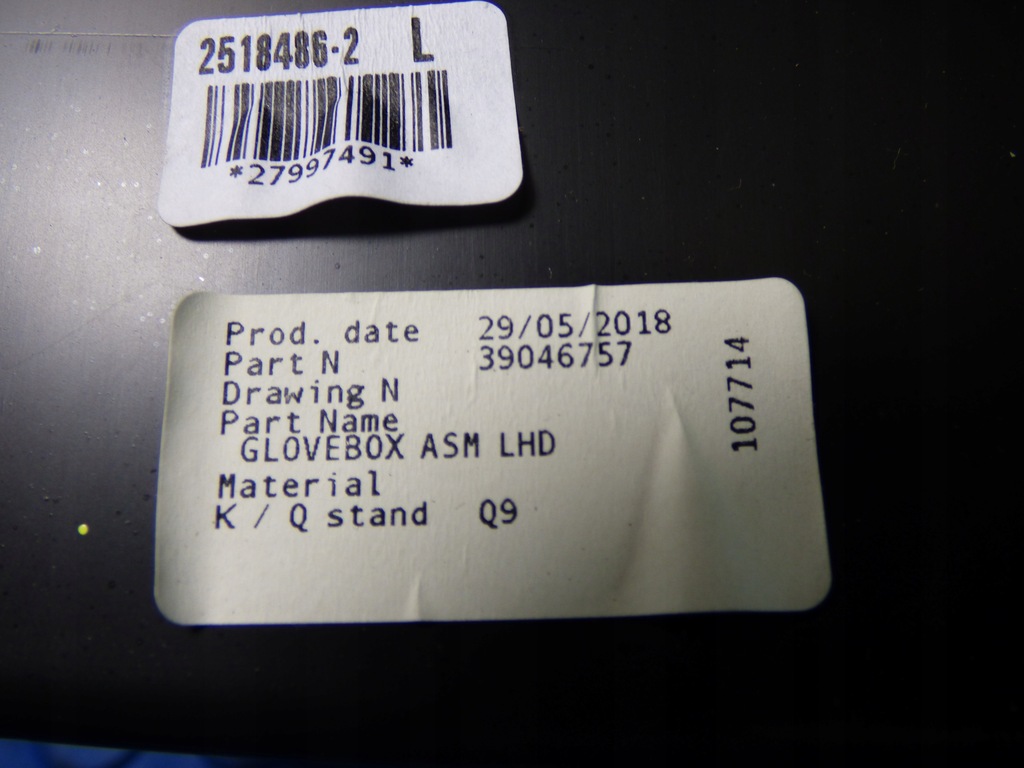 2518486-2 L
*27997491*
Prod. date 29/05/2018
Part N 39046757
Drawing N
Part Name
GLOVEBOX ASM LHD
Material
K / Q stand Q9
107714